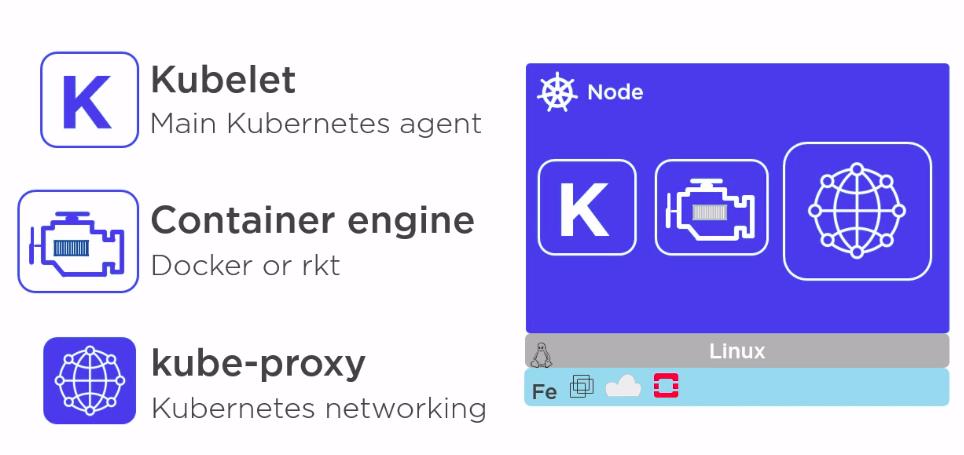 K
Kubelet
Main Kubernetes agent
Container engine
Docker or rkt
kube-proxy
Kubernetes networking
Node
K
Linux
Fe